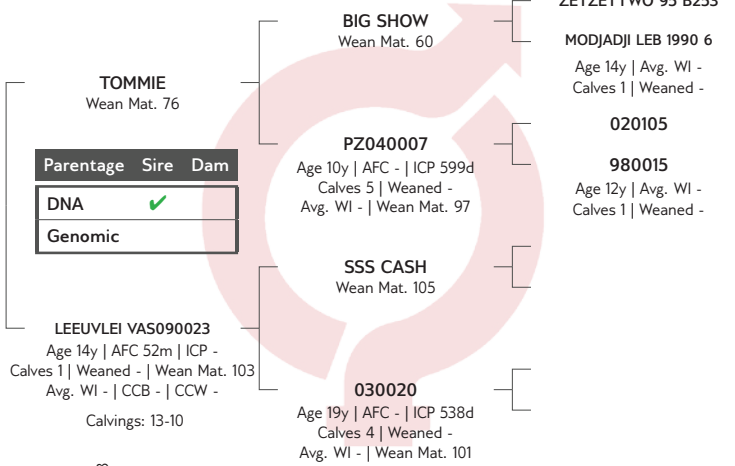 ZETZETTWO 95 B253
BIG SHOW
Wean Mat. 60
MODJADJI LEB 1990 6
Age 14y | Avg. WI -
Calves 1 | Weaned -
TOMMIE
Wean Mat. 76
020105
PZ040007
Age 10y | AFC - | ICP 599d
Calves 5 | Weaned -
Avg. WI - | Wean Mat. 97
980015
Age 12y | Avg. WI -
Calves 1 | Weaned -
Parentage Sire Dam
DNA ✔
Genomic
SSS CASH
Wean Mat. 105
LEEUVLEI VAS090023
Age 14y | AFC 52m | ICP -
Calves 1 | Weaned - | Wean Mat. 103
Avg. WI - | CCB - | CCW -
Calvings: 13-10
030020
Age 19y | AFC - | ICP 538d
Calves 4 | Weaned -
Avg. WI - | Wean Mat. 101